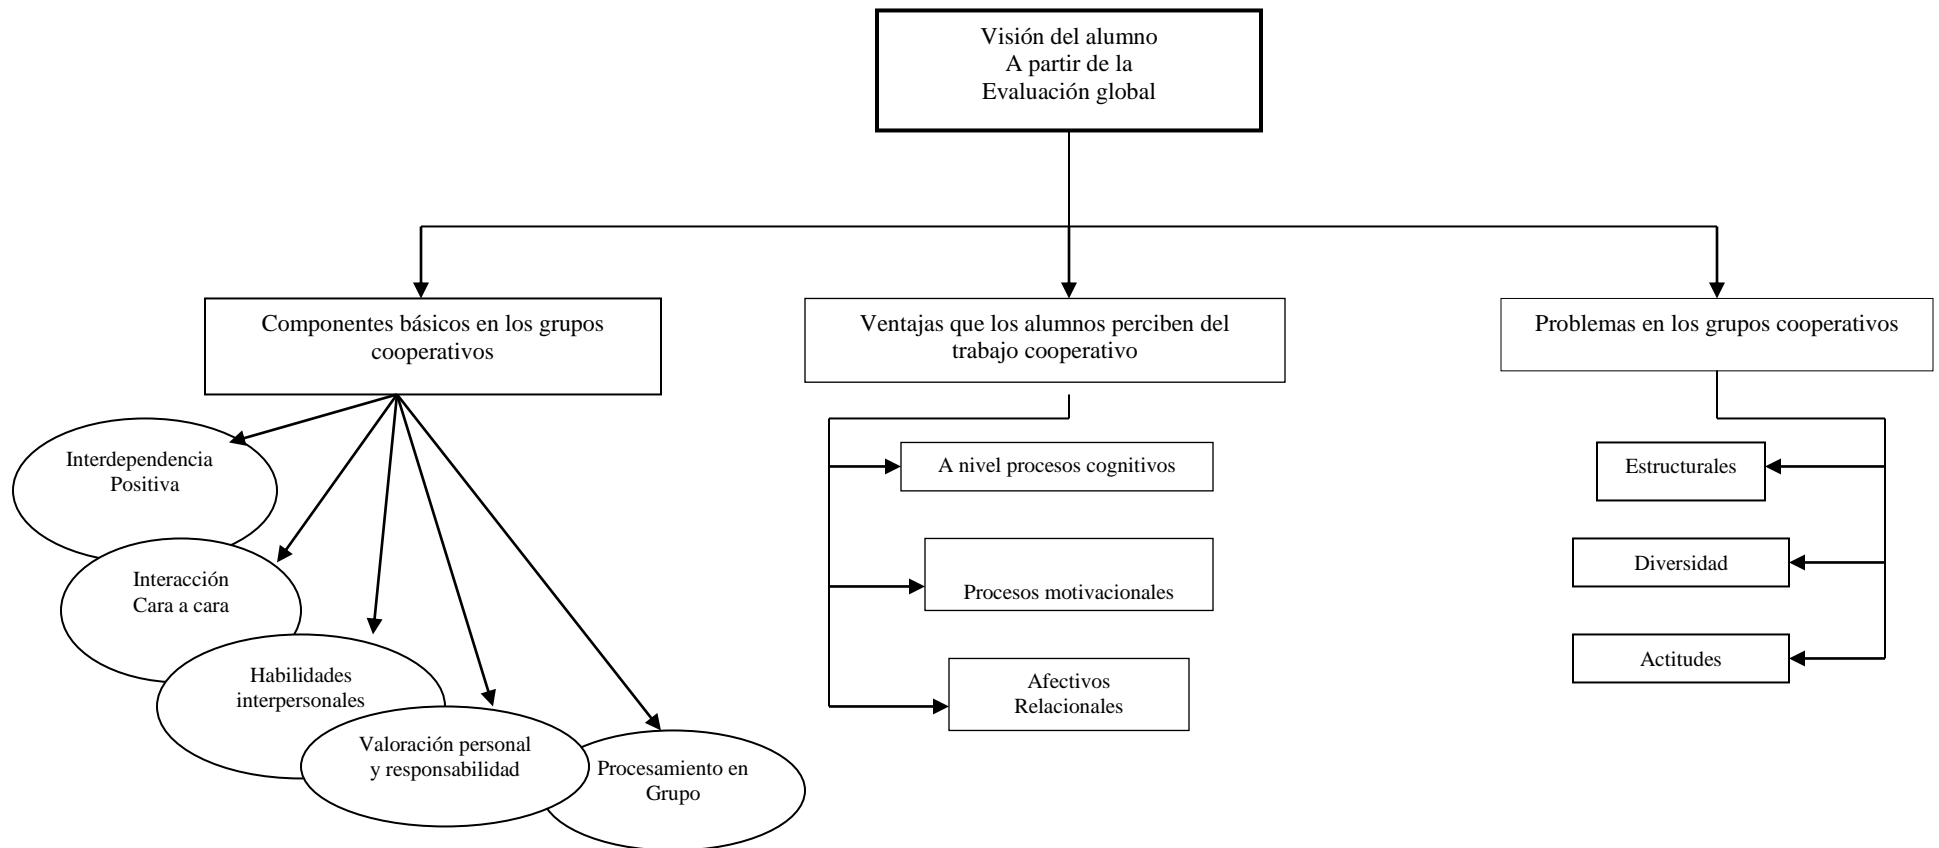 Visión del alumno
A partir de la
Evaluación global
Componentes básicos en los grupos
cooperativos
Ventajas que los alumnos perciben del
trabajo cooperativo
Problemas en los grupos cooperativos
Interdependencia
Positiva
Interacción
Cara a cara
Habilidades
interpersonales
Valoración personal
y responsabilidad
Procesamiento en
Grupo
A nivel procesos cognitivos
Procesos motivacionales
Afectivos
Relacionales
Estructurales
Diversidad
Actitudes